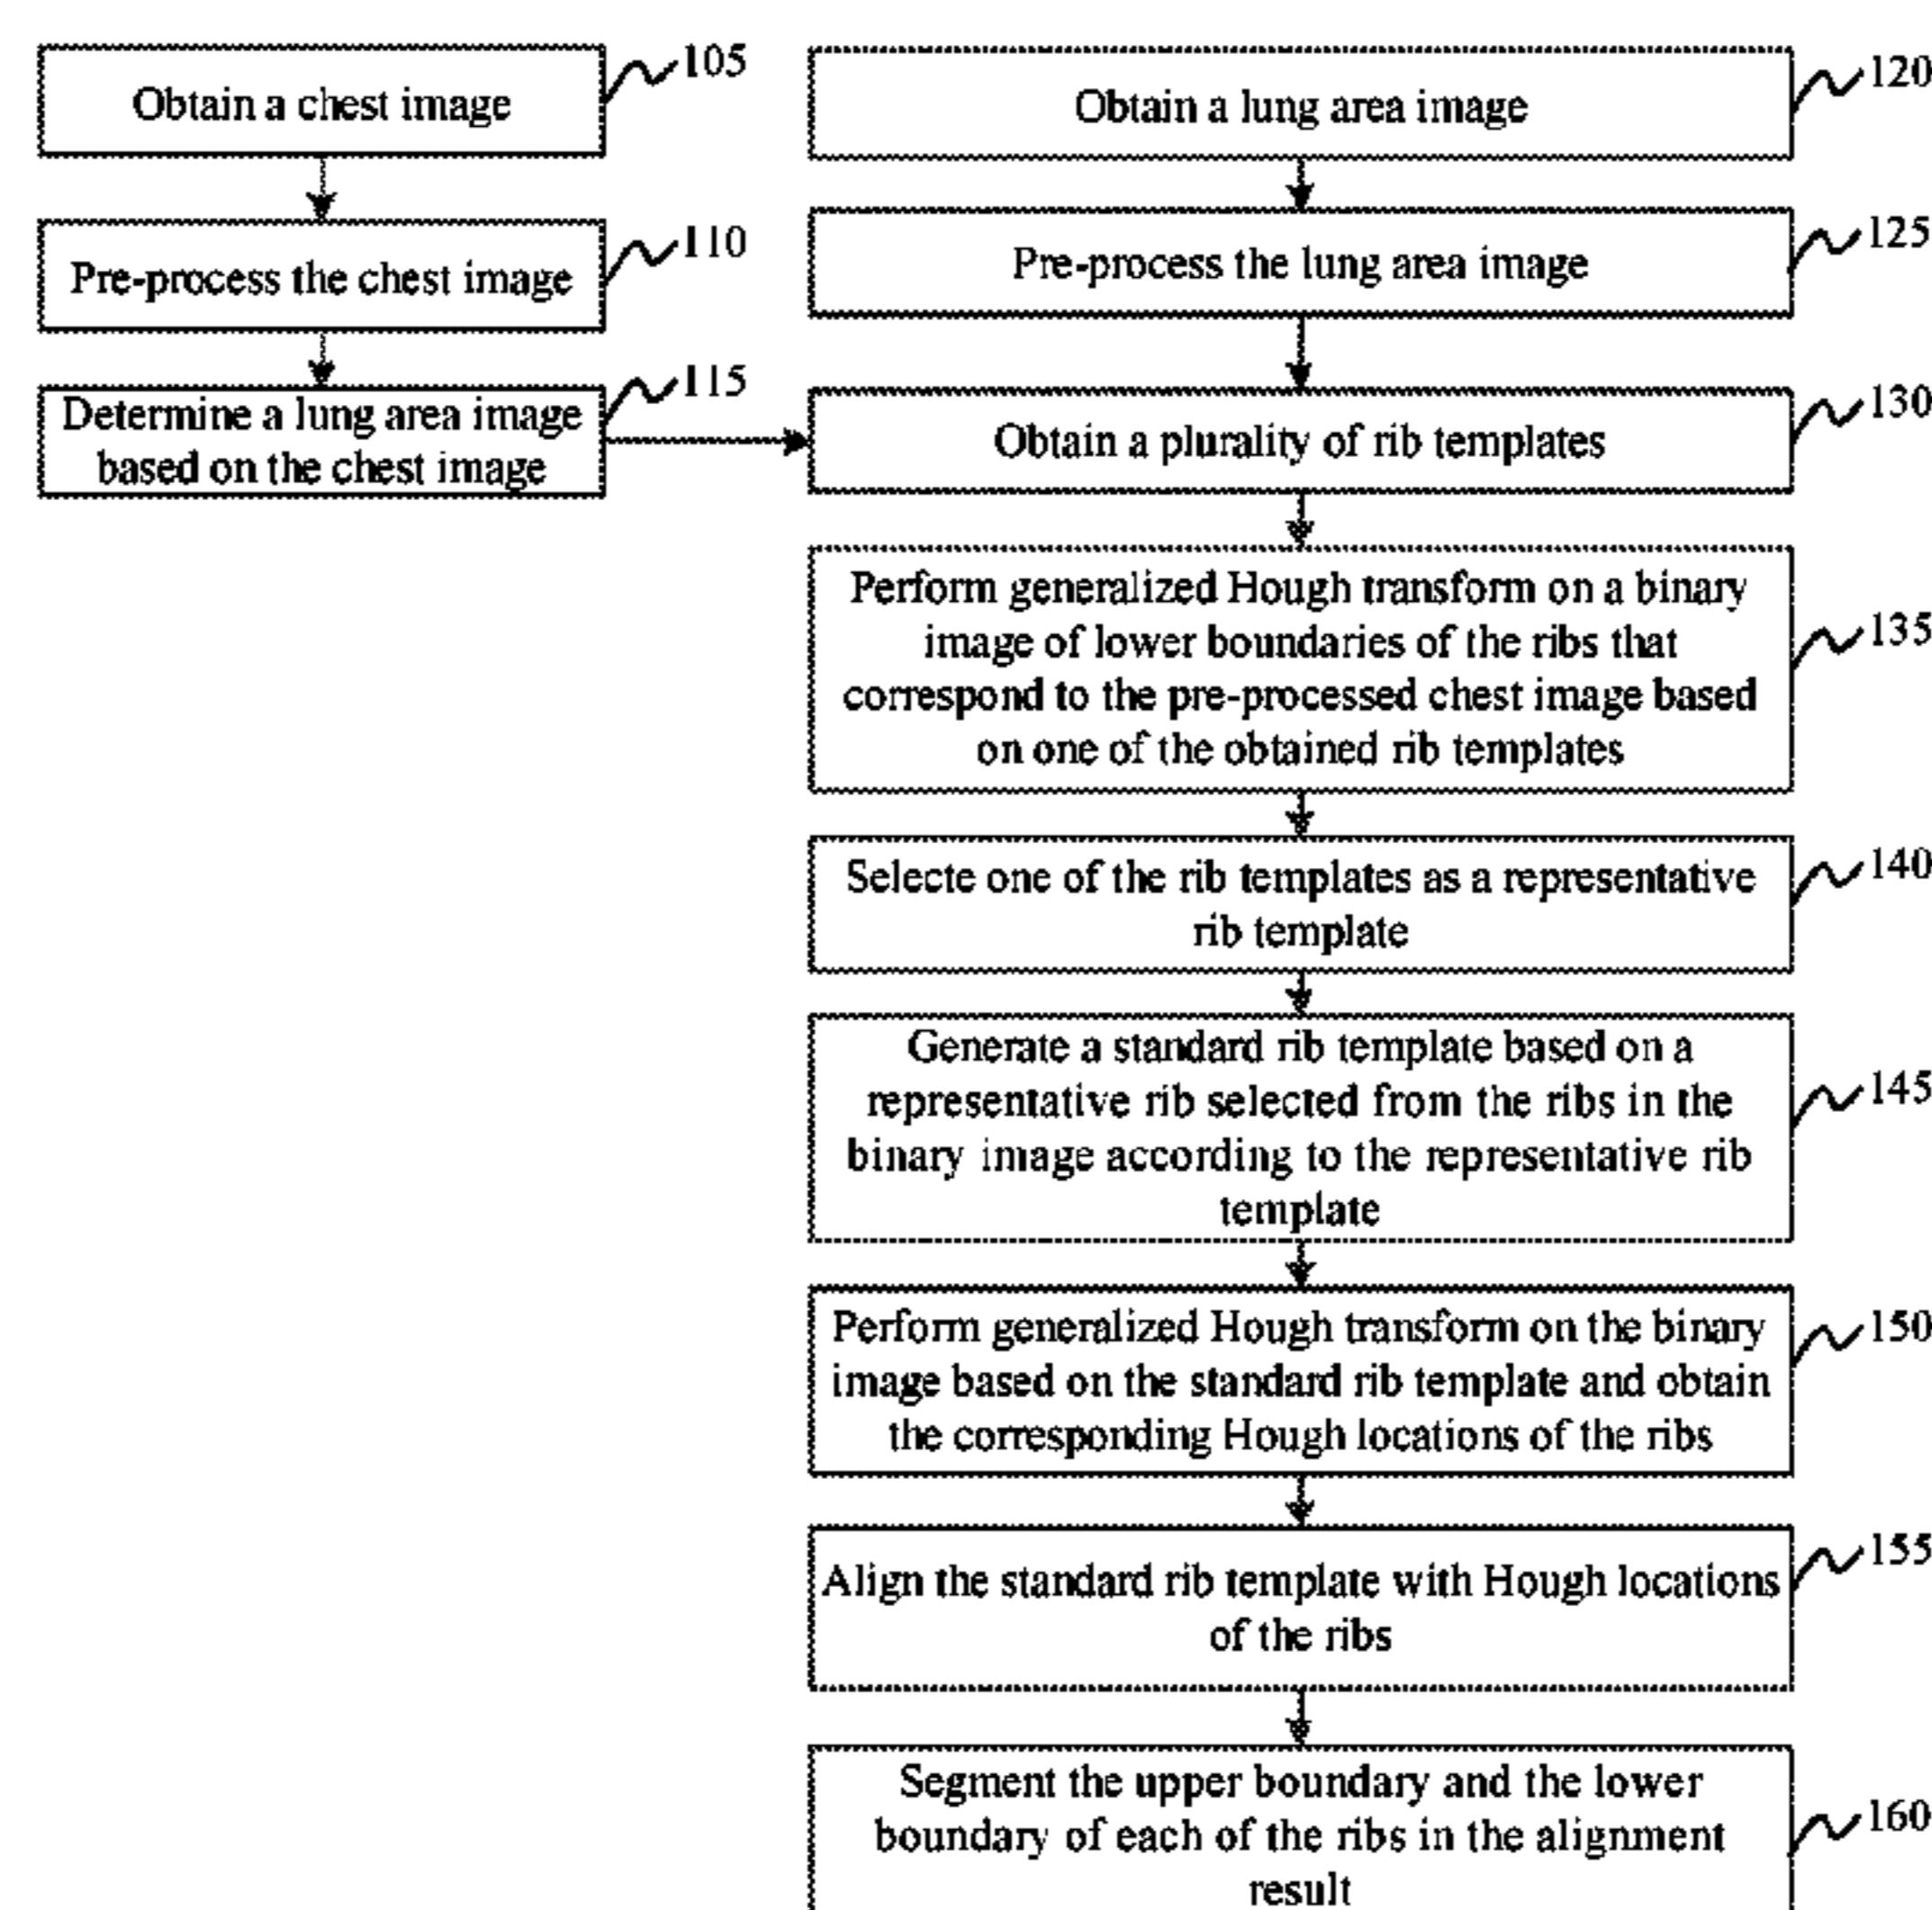 105
Obtain a chest image
110
Pre-process the chest image
115
Determine a lung area image
based on the chest image
120
Obtain a lung area image
125
Pre-process the lung area image
130
Obtain a plurality of rib templates
135
Perform generalized Hough transform on a binary
image of lower boundaries of the ribs that
correspond to the pre-processed chest image based
on one of the obtained rib templates
140
Selecte one of the rib templates as a representative
rib template
145
Generate a standard rib template based on a
representative rib selected from the ribs in the
binary image according to the representative rib
template
150
Perform generalized Hough transform on the binary
image based on the standard rib template and obtain
the corresponding Hough locations of the ribs
155
Align the standard rib template with Hough locations
of the ribs
160
Segment the upper boundary and the lower
boundary of each of the ribs in the alignment
result